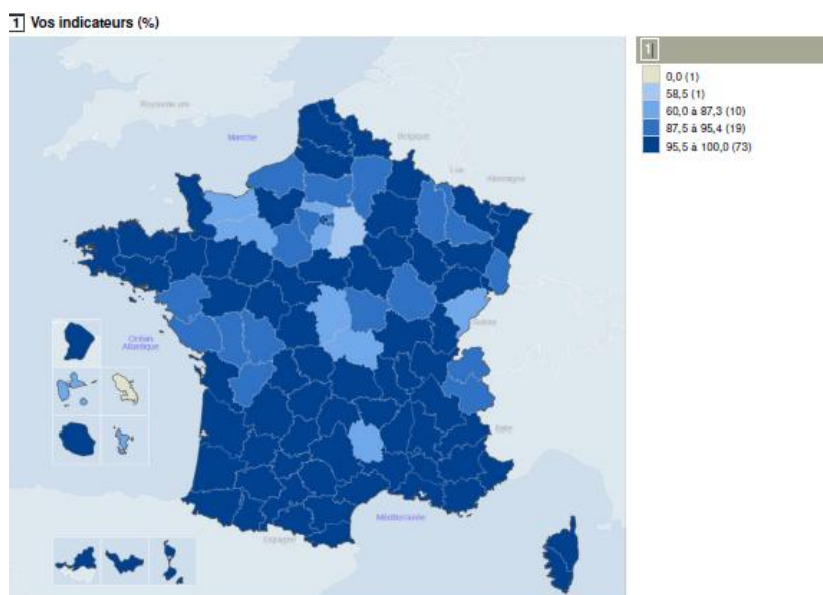 1 Vos indicateurs (%)
1
0,0 (1)
58,5 (1)
60,0 à 87,3 (10)
87,5 à 95,4 (19)
95,5 à 100,0 (73)
Royaume-uni
Manche
Belgique
Lux
Allemagne
Suisse
Océan
Atlantique
Italie
Méditerranée
Espagne